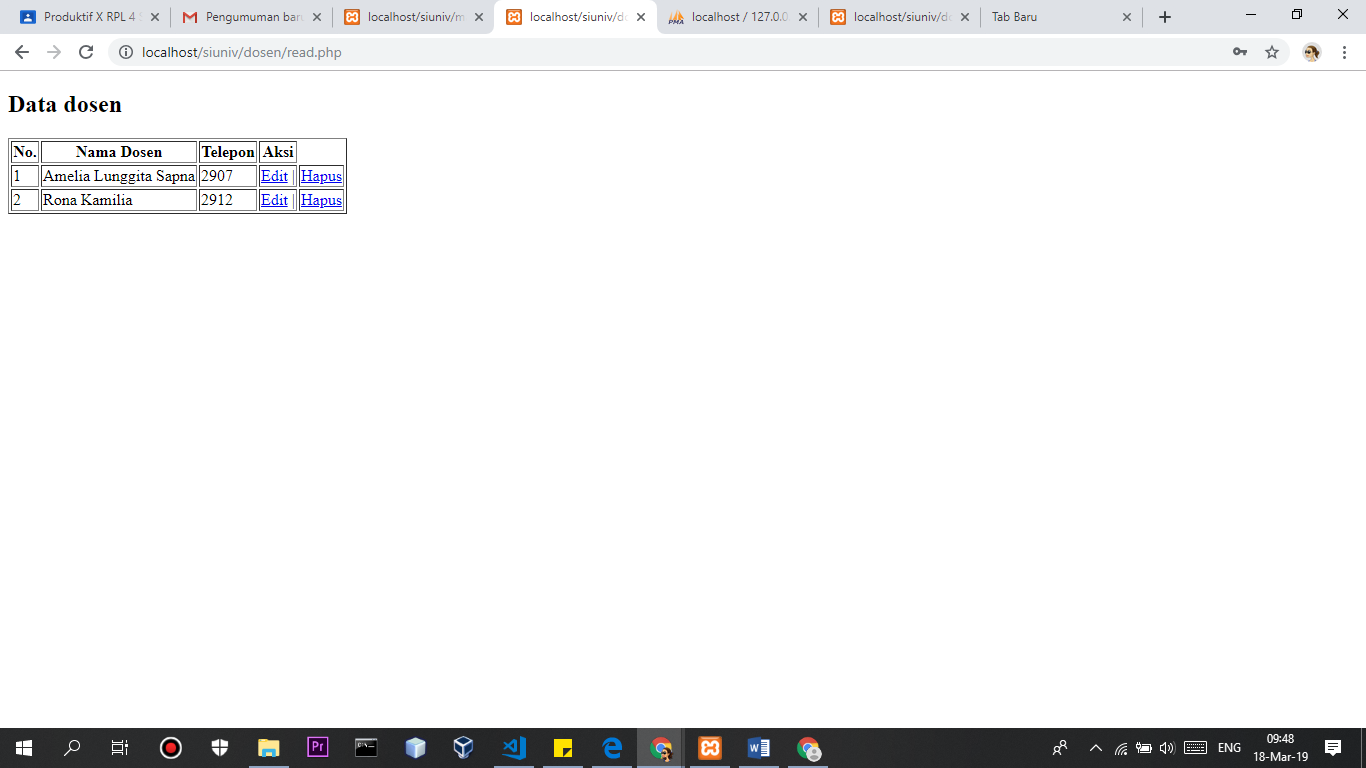 Produktif X RPL 4
Pengumuman baru
localhost/siuniv/m
localhost/siuniv/do
localhost / 127.0.0
localhost/siuniv/do
Tab Baru
localhost/siuniv/dosen/read.php
Data dosen
No. Nama Dosen Telepon Aksi
1 Amelia Lunggita Sapna 2907 Edit | Hapus
2 Rona Kamilia 2912 Edit | Hapus
ENG
09:48
18-Mar-19